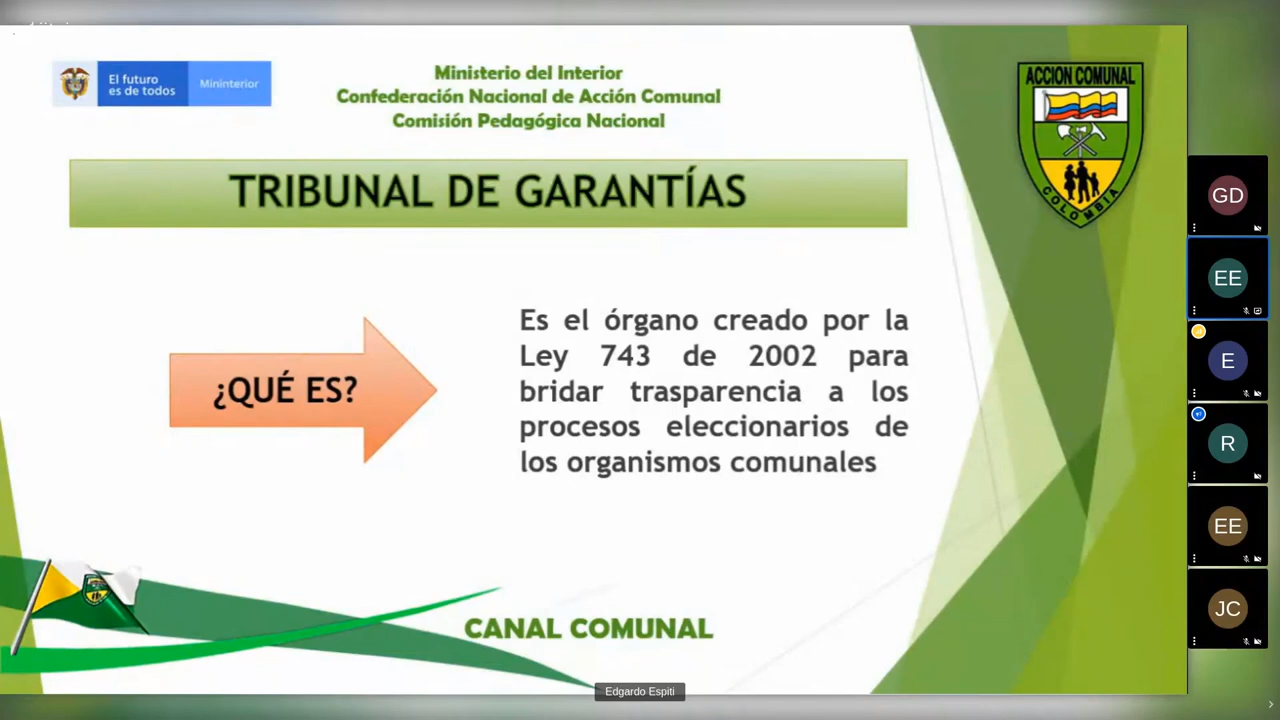 El futuro
es de todos
Mininterior
Ministerio del Interior
Confederación Nacional de Acción Comunal
Comisión Pedagógica Nacional
ACCION COMUNAL
COLOMBIA
TRIBUNAL DE GARANTÍAS
¿QUÉ ES?
Es el órgano creado por la
Ley 743 de 2002 para
bridar trasparencia a los
procesos eleccionarios de
los organismos comunales
CANAL COMUNAL
Edgardo Espiti
GD
EE
E
R
EE
JC